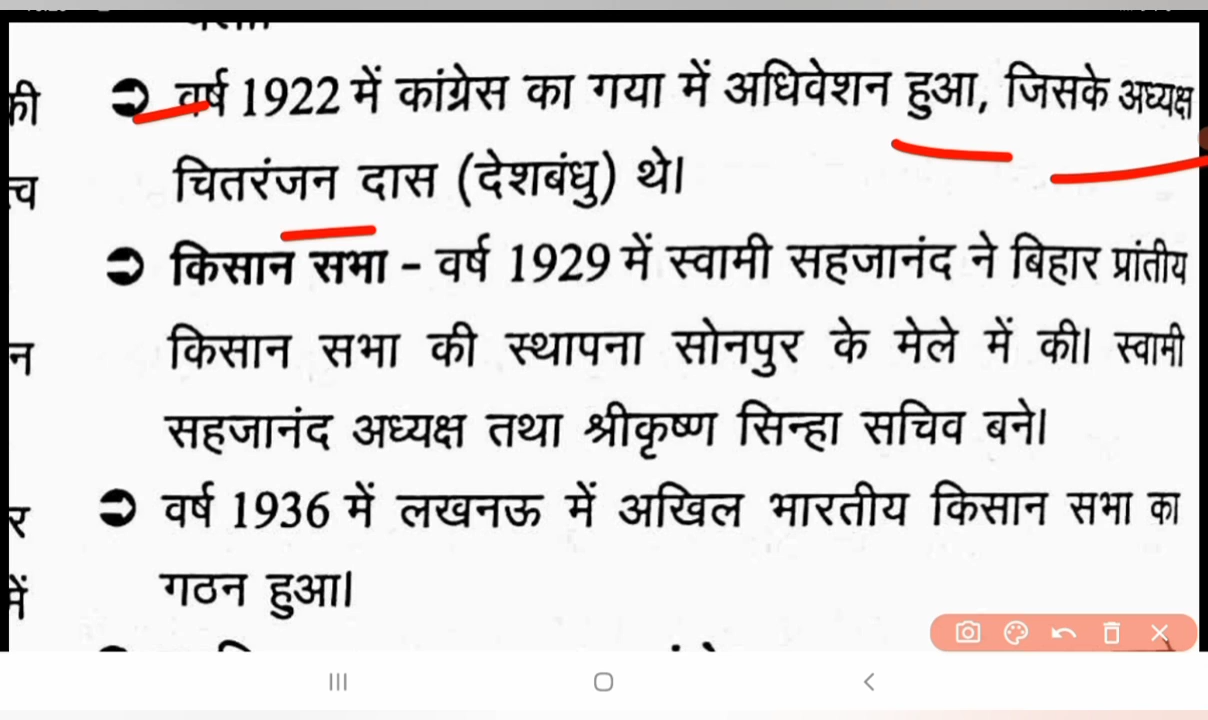 की
➲ वर्ष 1922 में कांग्रेस का गया में अधिवेशन हुआ, जिसके अध्यक्ष
चितरंजन दास (देशबंधु) थे।
➲ किसान सभा - वर्ष 1929 में स्वामी सहजानंद ने बिहार प्रांतीय
न किसान सभा की स्थापना सोनपुर के मेले में की। स्वामी
सहजानंद अध्यक्ष तथा श्रीकृष्ण सिन्हा सचिव बने।
र ➲ वर्ष 1936 में लखनऊ में अखिल भारतीय किसान सभा का
में गठन हुआ।